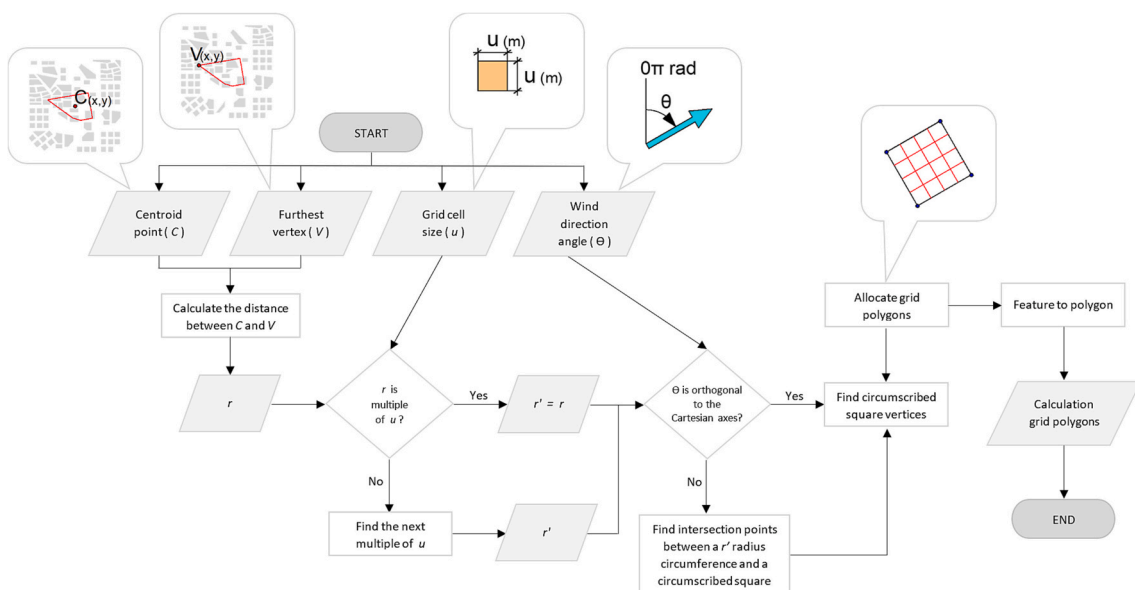 V(x,y)
C(x,y)
u (m)
u (m)
0π rad
θ
START
Centroid
point ( C )
Furthest
vertex ( V )
Grid cell
size ( u )
Wind
direction
angle ( Θ )
Calculate the distance
between C and V
r
r is
multiple
of u ?
Yes
No
r' = r
Find the next
multiple of u
r'
Θ is orthogonal
to the
Cartesian axes?
Yes
No
Find intersection points
between a r' radius
circumference and a
circumscribed square
Allocate grid
polygons
Find circumscribed
square vertices
Feature to polygon
Calculation
grid polygons
END